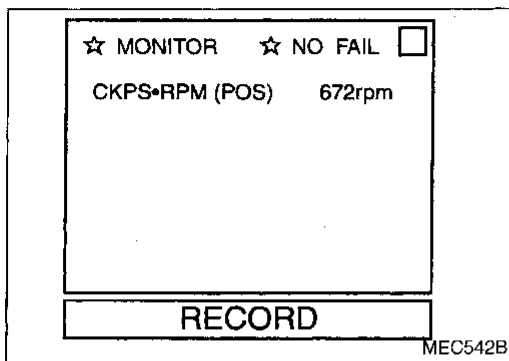 ☆ MONITOR ☆ NO FAIL
CKPS•RPM (POS) 672rpm
RECORD
MEC542B